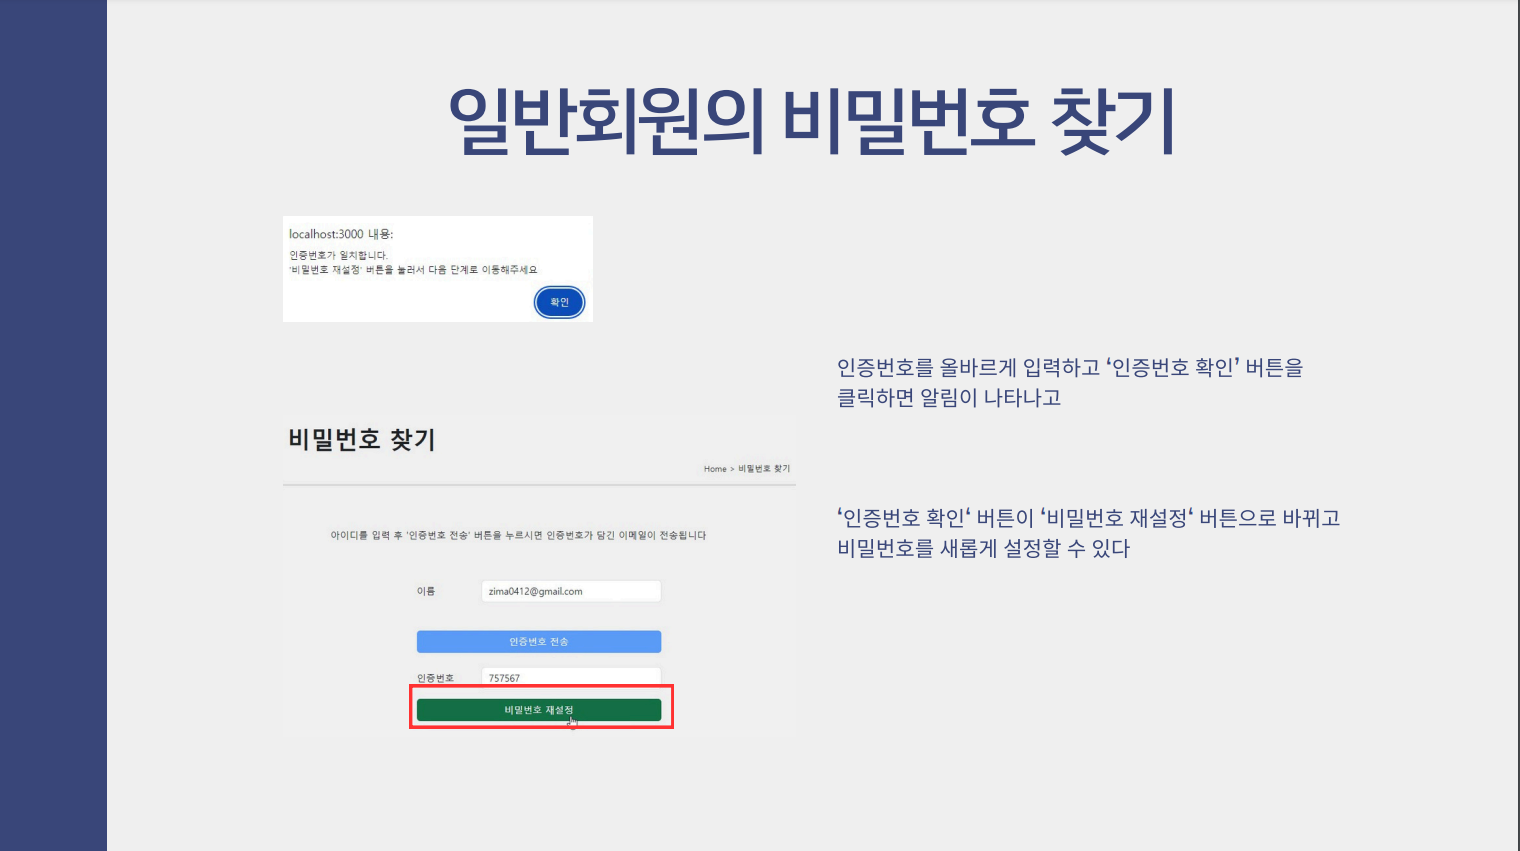 일반회원의 비밀번호 찾기
localhost:3000 내용:
인증번호가 일치합니다.
'비밀번호 재설정' 버튼을 눌러서 다음 단계로 이동해주세요
확인
인증번호를 올바르게 입력하고 ‘인증번호 확인’ 버튼을
클릭하면 알림이 나타나고
비밀번호 찾기
Home > 비밀번호 찾기
‘인증번호 확인‘ 버튼이 ‘비밀번호 재설정‘ 버튼으로 바뀌고
비밀번호를 새롭게 설정할 수 있다
아이디를 입력 후 '인증번호 전송' 버튼을 누르시면 인증번호가 담긴 이메일이 전송됩니다
이름
zima0412@gmail.com
인증번호 전송
인증번호
757567
비밀번호 재설정